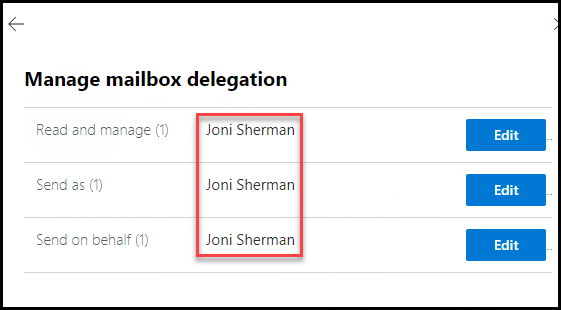 Manage mailbox delegation
Read and manage (1) Joni Sherman Edit
Send as (1) Joni Sherman Edit
Send on behalf (1) Joni Sherman Edit